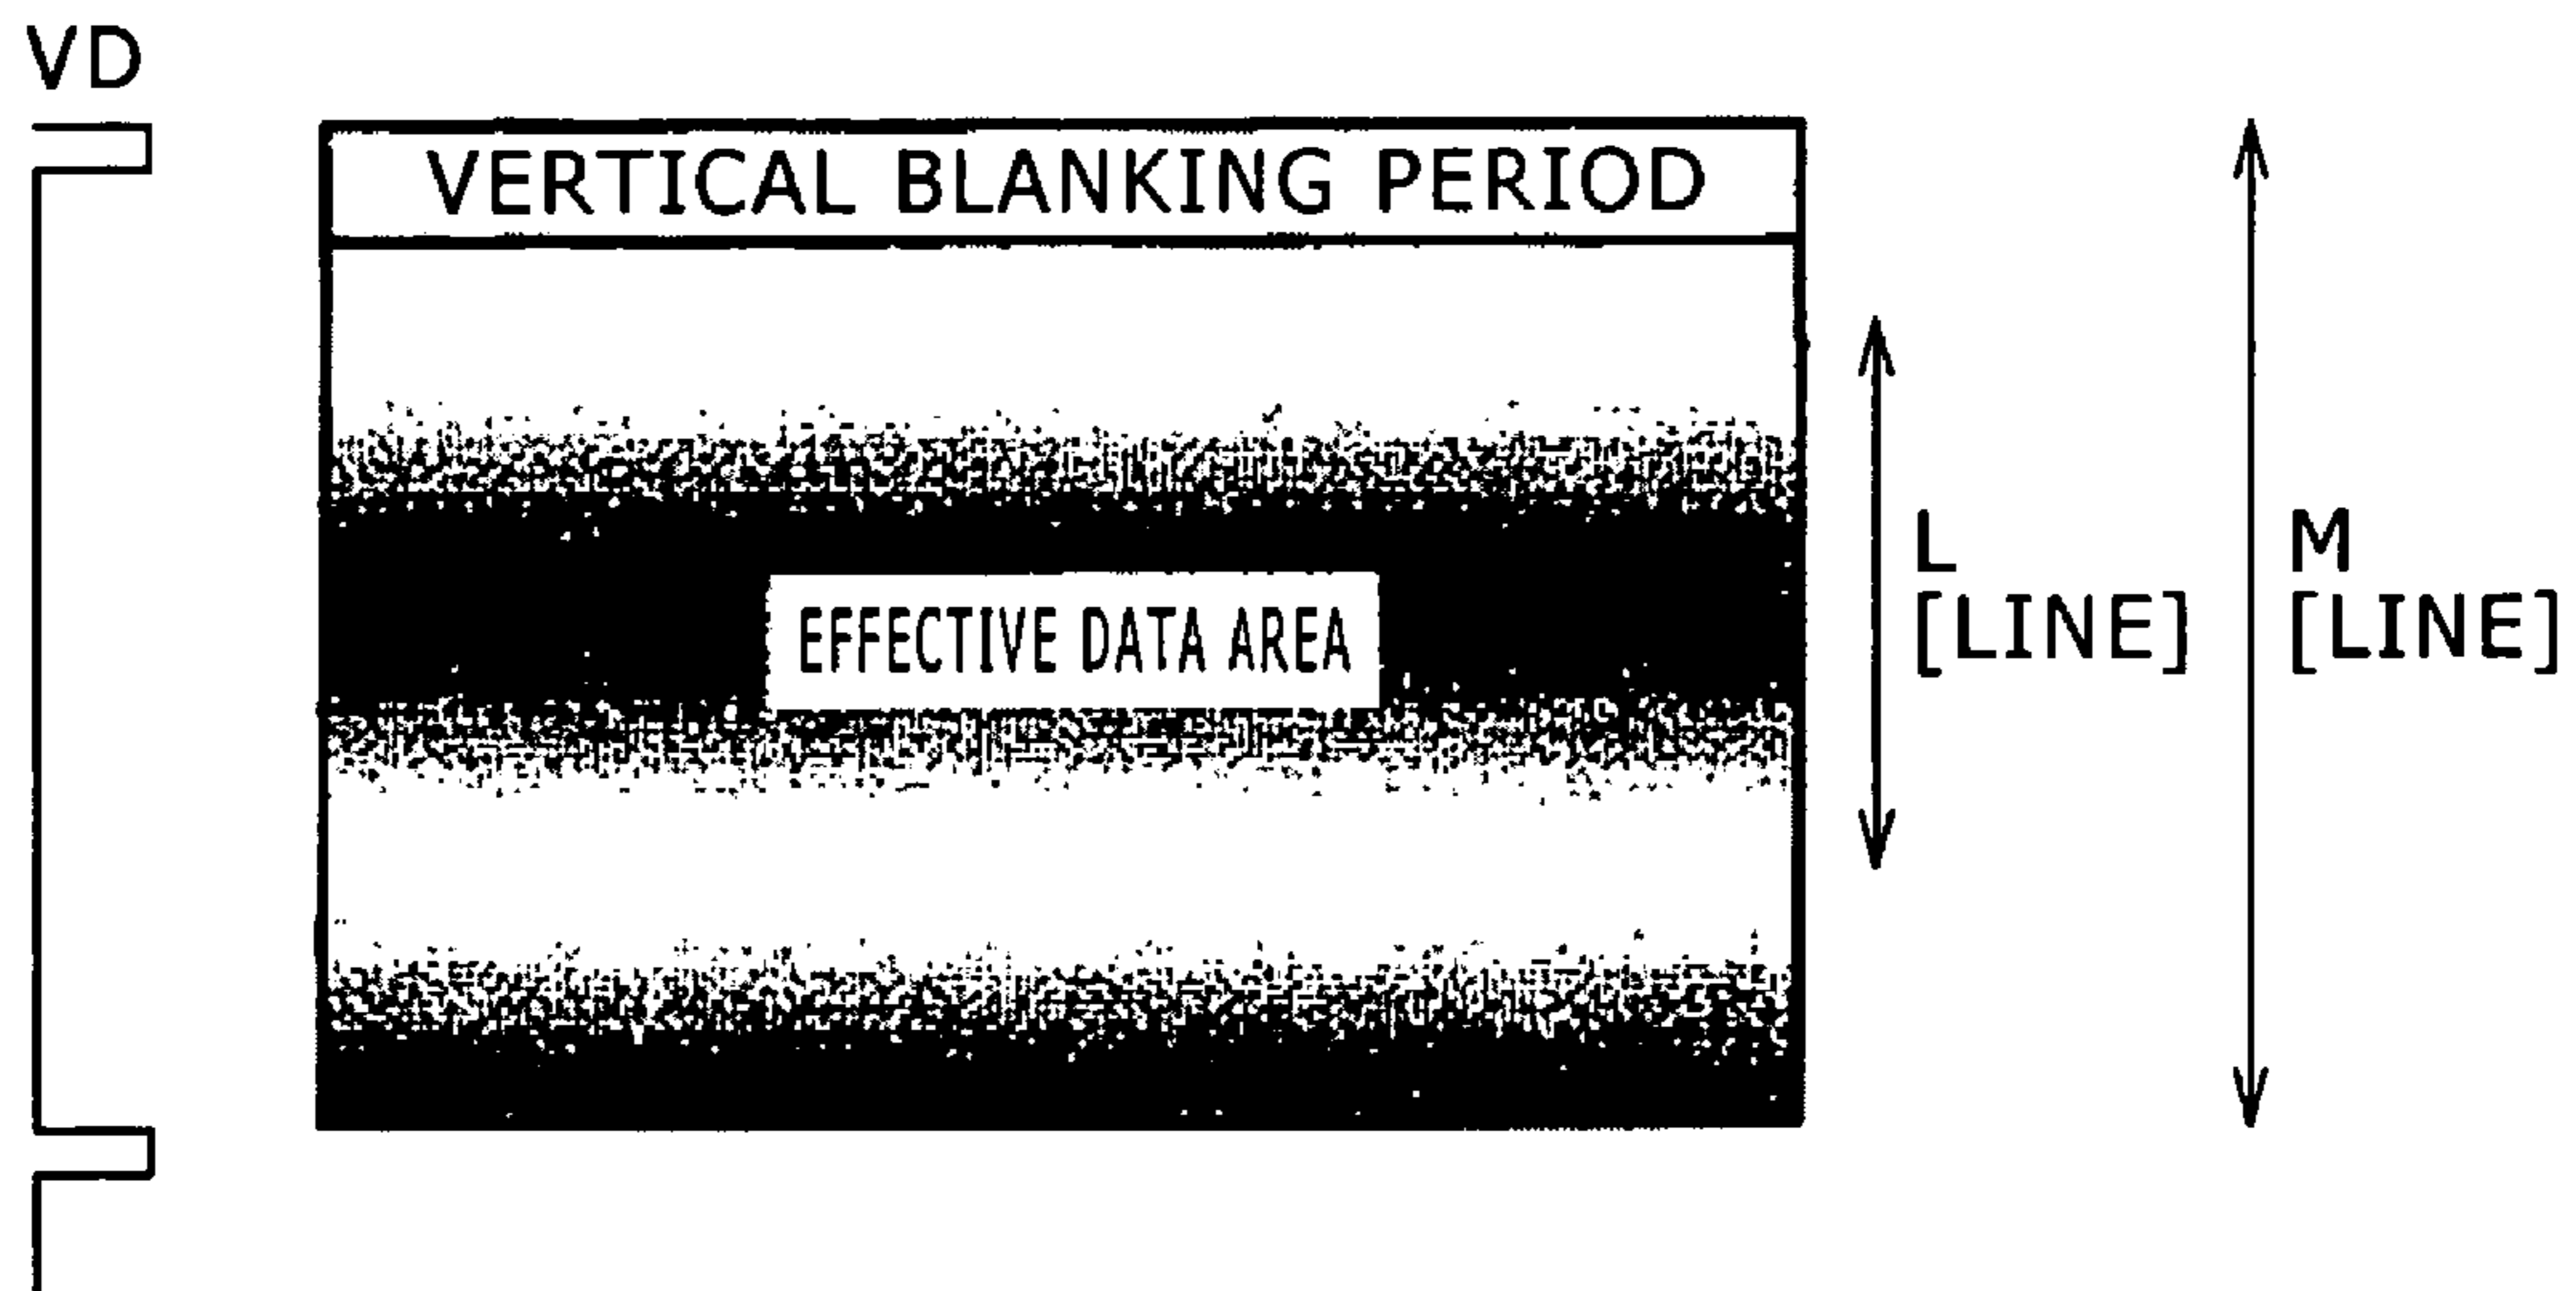 VD
VERTICAL BLANKING PERIOD
EFFECTIVE DATA AREA
L
[LINE]
M
[LINE]